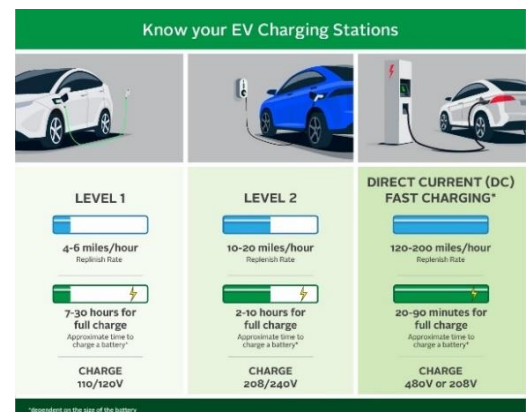 Know your EV Charging Stations
LEVEL 1
4-6 miles/hour
Replinish Rate
7-30 hours for
full charge
Approximate time to
charge a battery*
CHARGE
110/120V
LEVEL 2
10-20 miles/hour
Replenish Rate
2-10 hours for
full charge
Approximate time to
charge a battery*
CHARGE
208/240V
DIRECT CURRENT (DC)
FAST CHARGING*
120-200 miles/hour
Replenish Rate
20-90 minutes for
full charge
Approximate time to
charge a battery*
CHARGE
480V or 208V
*dependent on the size of the battery